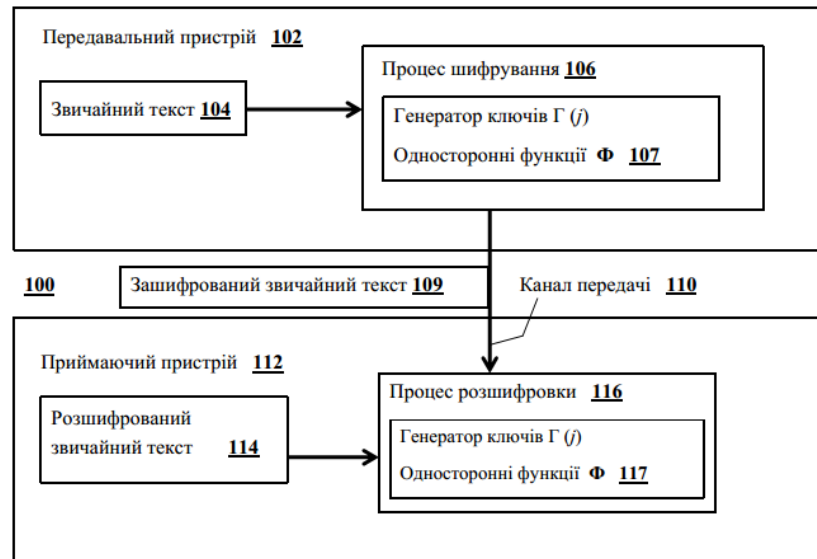 Передавальний пристрій 102
Процес шифрування 106
Звичайний текст 104
Генератор ключів Г (j)
Односторонні функції Ф 107
100
Зашифрований звичайний текст 109
Канал передачі 110
Приймаючий пристрій 112
Процес розшифровки 116
Розшифрований
звичайний текст 114
Генератор ключів Г (j)
Односторонні функції Ф 117